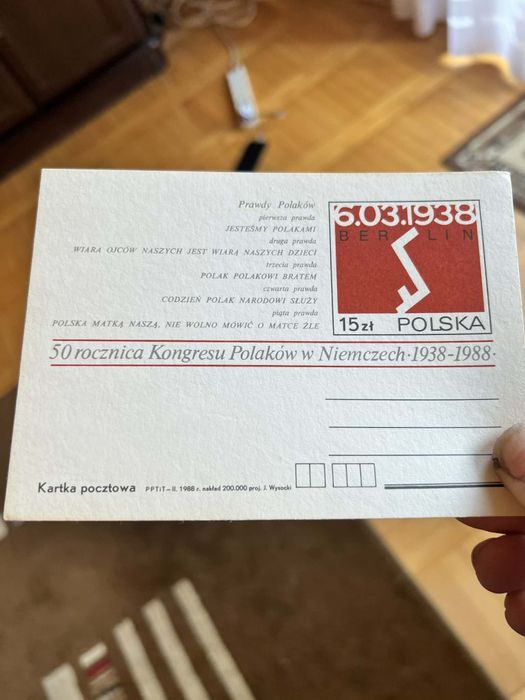 Prawdy Polaków
pierwsza prawda
JESTEŚMY POLAKAMI
druga prawda
WIARA OJCÓW NASZYCH JEST WIARĄ NASZYCH DZIECI
trzecia prawda
POLAK POLAKOWI BRATEM
czwarta prawda
CODZIEŃ POLAK NARODOWI SŁUŻY
piąta prawda
POLSKA MATKĄ NASZĄ, NIE WOLNO MÓWIĆ O MATCE ŹLE
6.03.1938
BERLIN
15 zł POLSKA
50 rocznica Kongresu Polaków w Niemczech·1938-1988·
Kartka pocztowa PPTiT—II. 1988 r. nakład 200.000 proj. J. Wysocki